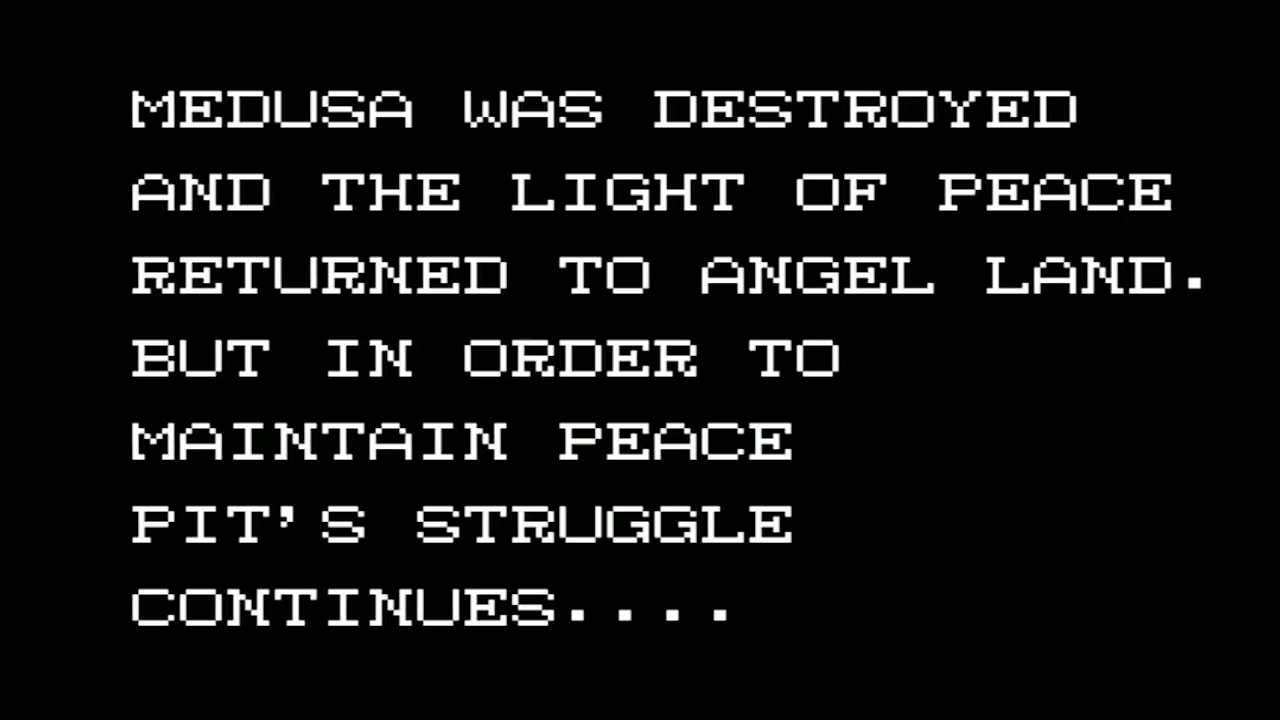 MEDUSA WAS DESTROYED
AND THE LIGHT OF PEACE
RETURNED TO ANGEL LAND.
BUT IN ORDER TO
MAINTAIN PEACE
PIT'S STRUGGLE
CONTINUES....